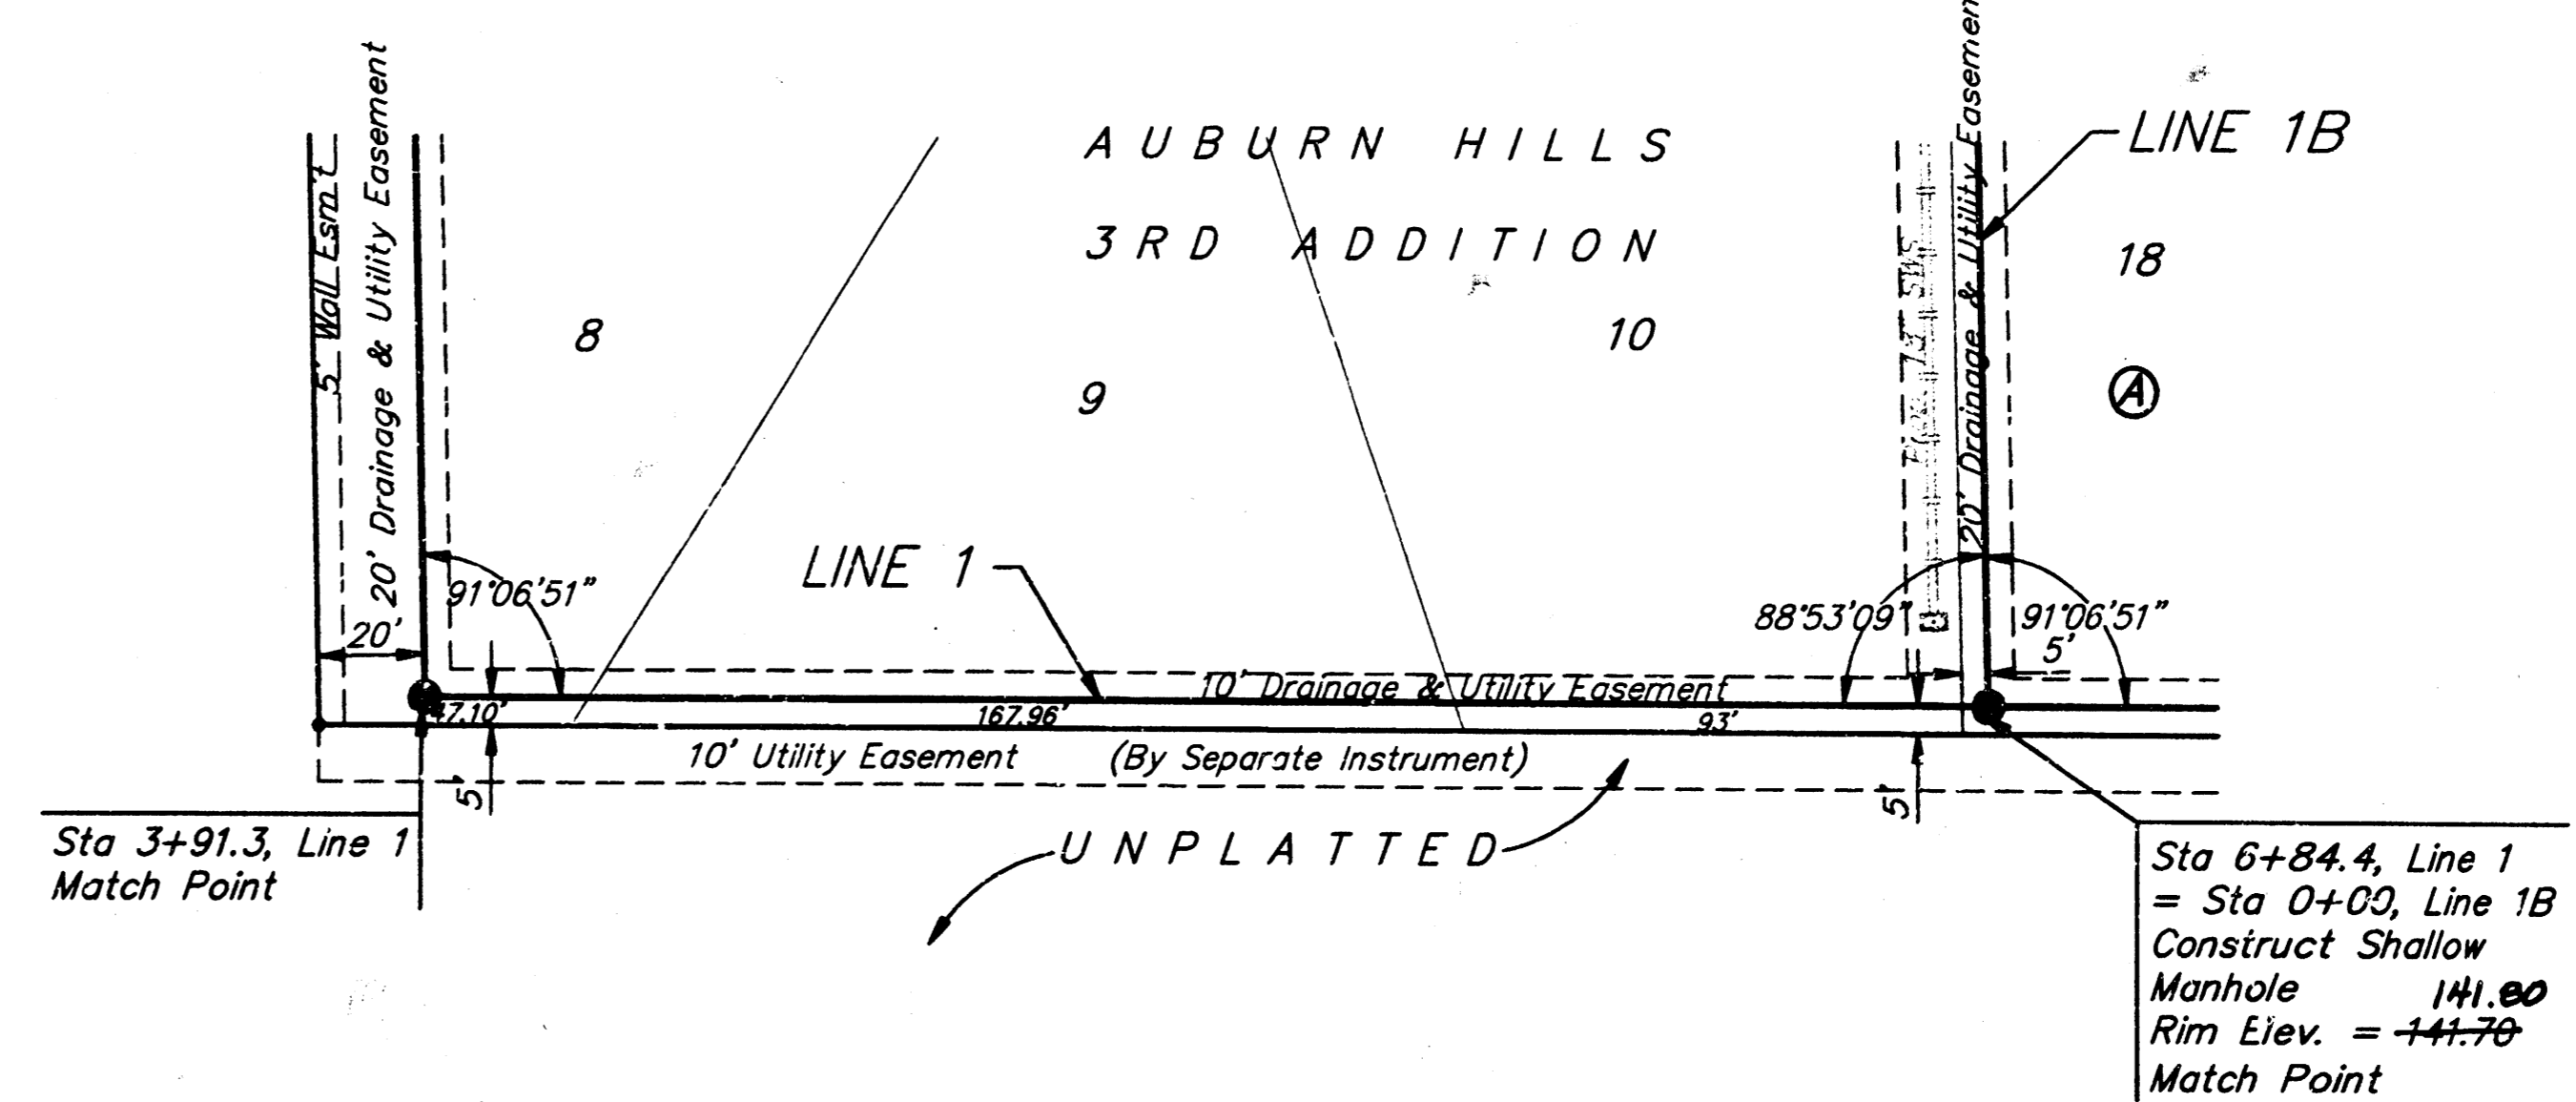 AUBURN HILLS
3RD ADDITION
5' Wall Esm't
20' Drainage & Utility Easement
8
9
10
18
A
LINE 1B
LINE 1
20' Drainage & Utility Easemen
91°06'51"
88°53'09"
91°06'51"
20'
5'
10' Drainage & Utility Easement
47.10'
167.96'
93'
10' Utility Easement (By Separate Instrument)
5'
5'
UNPLATTED
Sta 3+91.3, Line 1
Match Point
Sta 6+84.4, Line 1
= Sta 0+00, Line 1B
Construct Shallow
Manhole 141.80
Rim Elev. = 141.70
Match Point